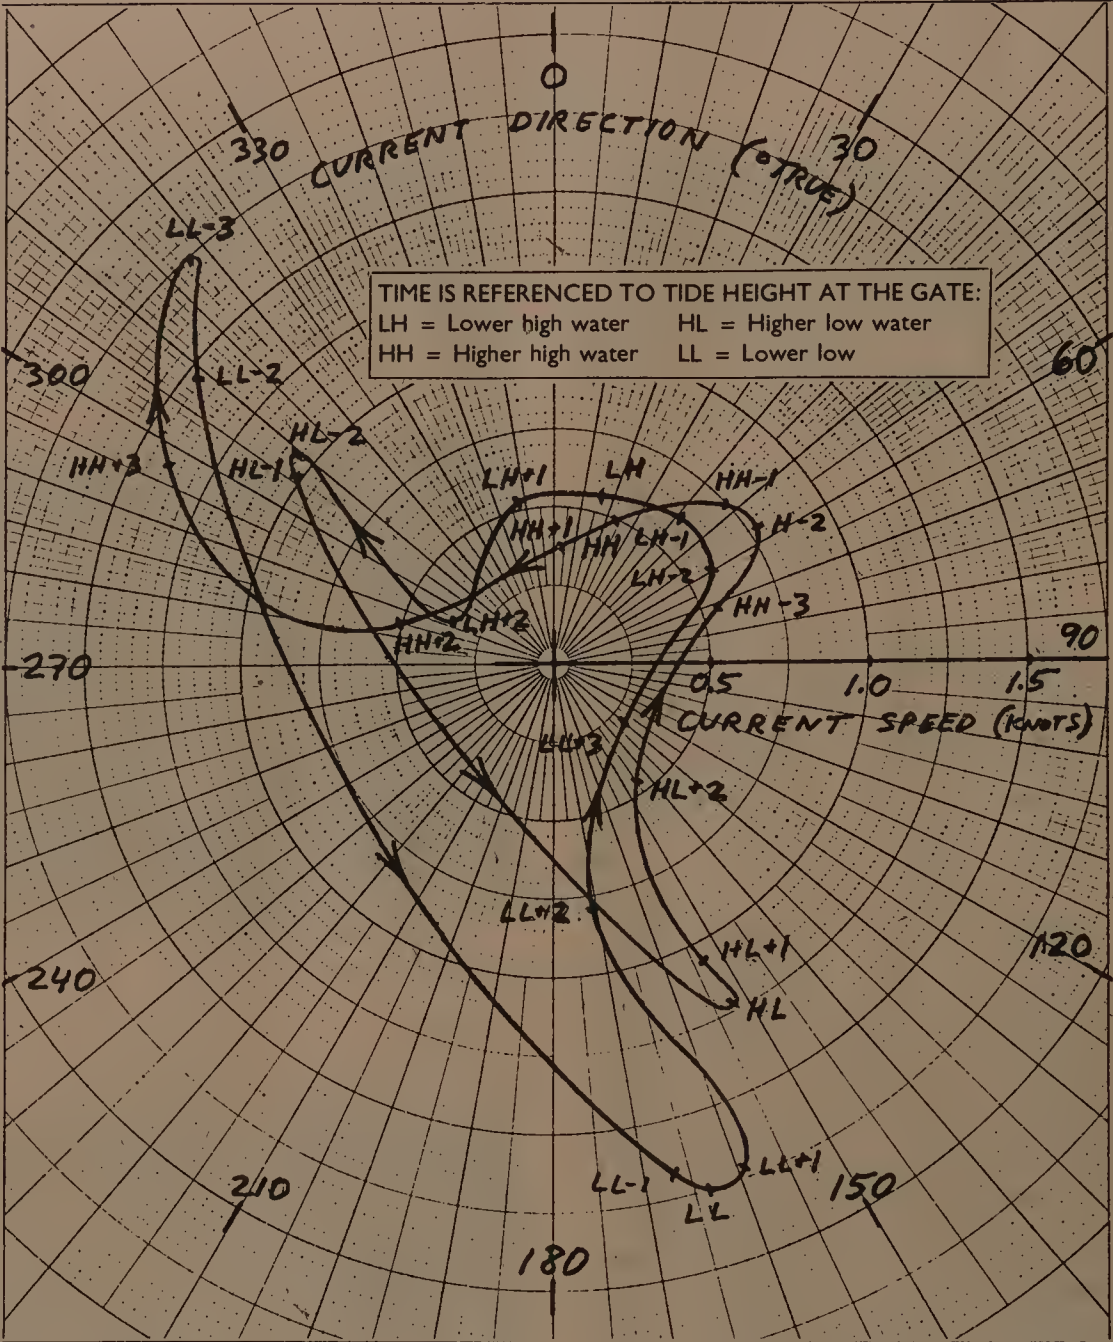 0
330
30
CURRENT DIRECTION (°TRUE)
LL-3
TIME IS REFERENCED TO TIDE HEIGHT AT THE GATE:
LH = Lower high water HL = Higher low water
HH = Higher high water LL = Lower low
300
60
LL-2
HL-2
HH+3
HL-1
LH+1
LH
HH-1
HH+1
HH
LH-1
H-2
LH-2
HH-3
LH+2
HH+2
270
90
0.5
1.0
1.5
CURRENT SPEED (KNOTS)
LL+3
HL+2
LL+2
HL+1
120
240
HL
LL-1
LL+1
LL
210
150
180